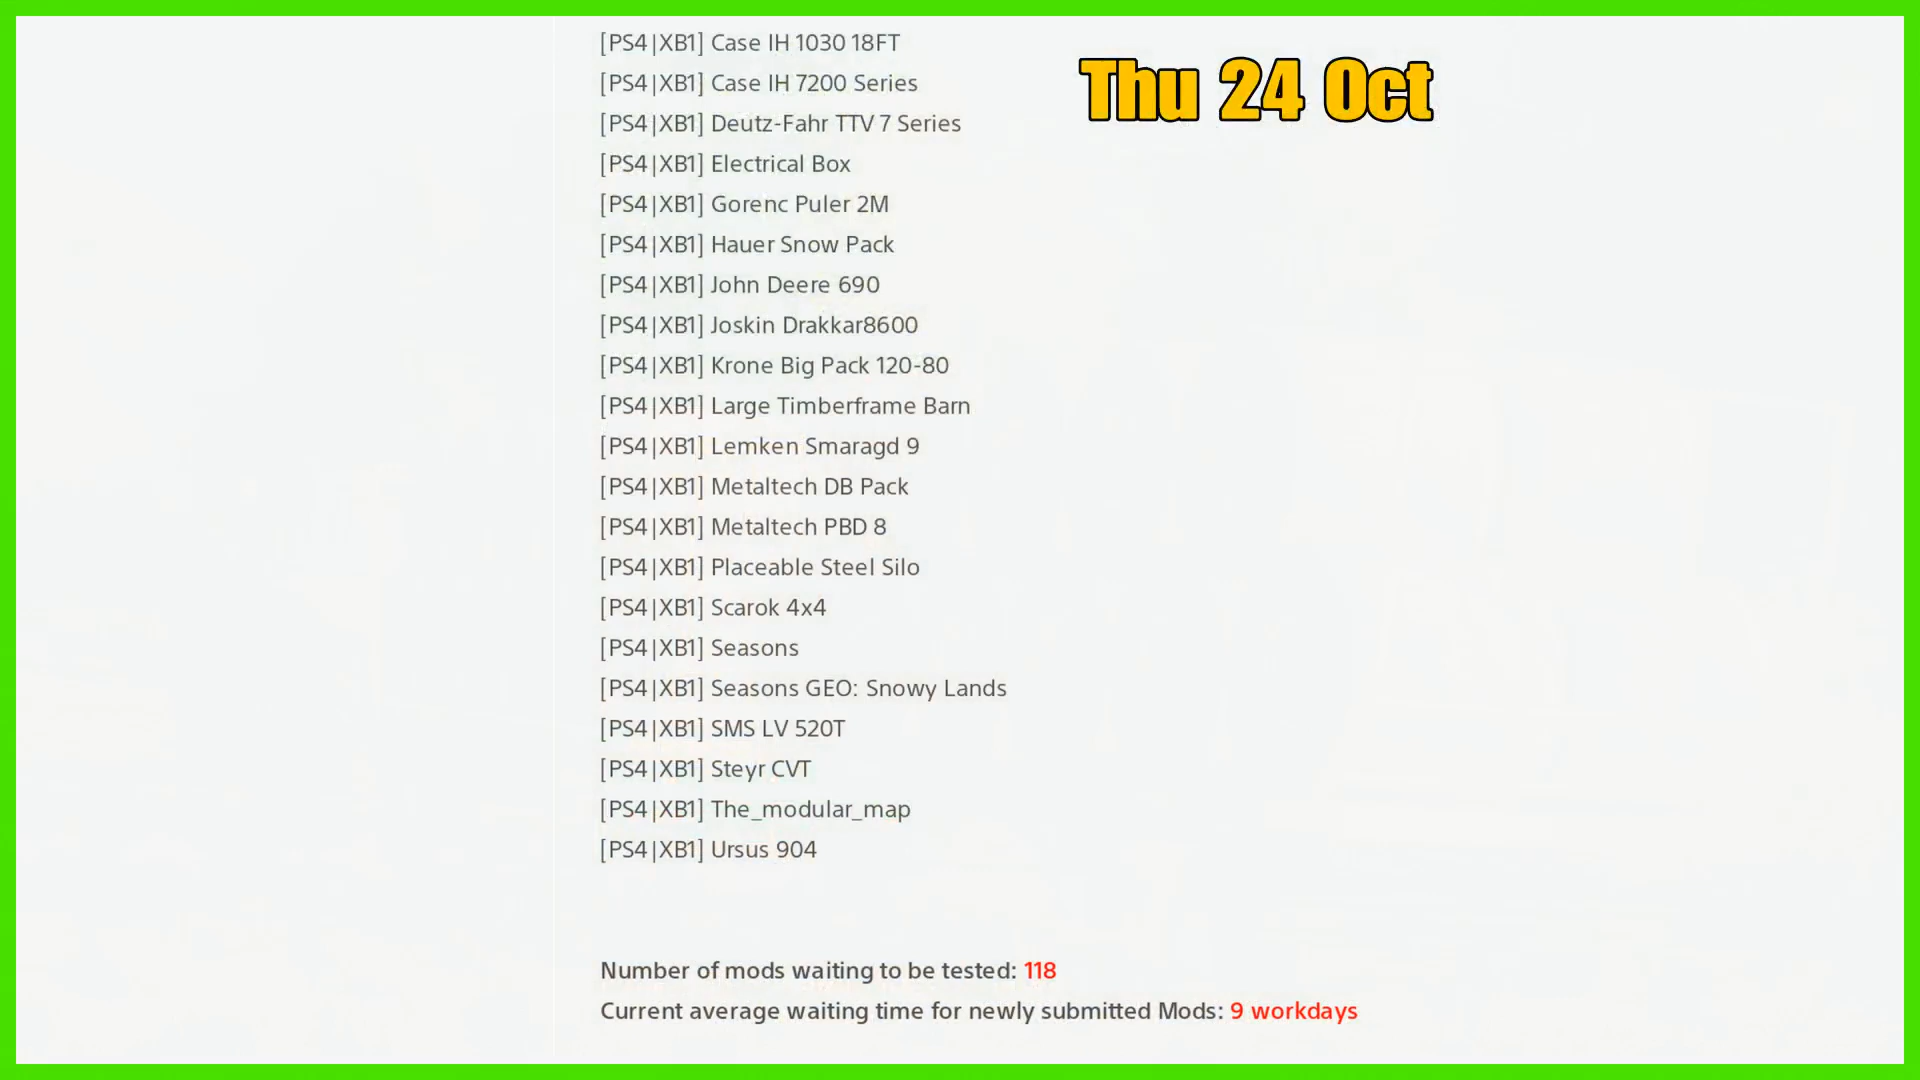 [PS4|XB1] Case IH 1030 18FT
Thu 24 Oct
[PS4|XB1] Case IH 7200 Series
[PS4|XB1] Deutz-Fahr TTV 7 Series
[PS4|XB1] Electrical Box
[PS4|XB1] Gorenc Puler 2M
[PS4|XB1] Hauer Snow Pack
[PS4|XB1] John Deere 690
[PS4|XB1] Joskin Drakkar8600
[PS4|XB1] Krone Big Pack 120-80
[PS4|XB1] Large Timberframe Barn
[PS4|XB1] Lemken Smaragd 9
[PS4|XB1] Metaltech DB Pack
[PS4|XB1] Metaltech PBD 8
[PS4|XB1] Placeable Steel Silo
[PS4|XB1] Scarok 4x4
[PS4|XB1] Seasons
[PS4|XB1] Seasons GEO: Snowy Lands
[PS4|XB1] SMS LV 520T
[PS4|XB1] Steyr CVT
[PS4|XB1] The_modular_map
[PS4|XB1] Ursus 904
Number of mods waiting to be tested: 118
Current average waiting time for newly submitted Mods: 9 workdays